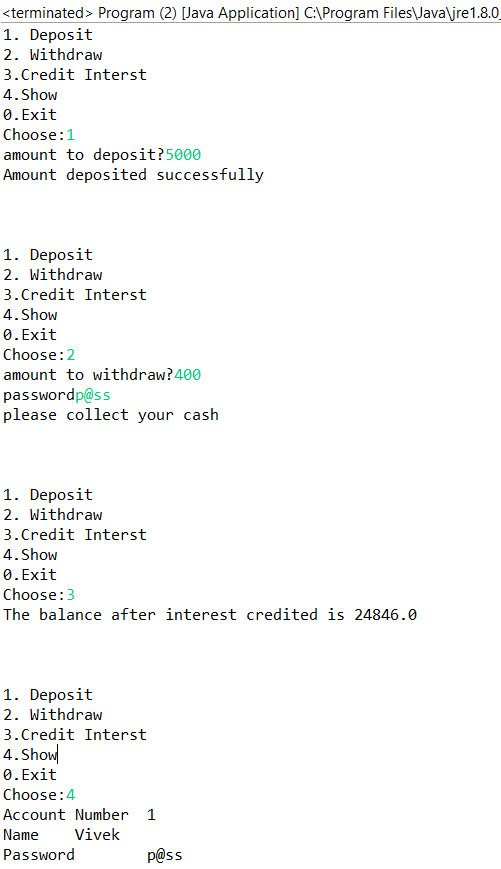 <terminated> Program (2) [Java Application] C:\Program Files\Java\jre1.8.0_
1. Deposit
2. Withdraw
3.Credit Interst
4.Show
0.Exit
Choose:1
amount to deposit?5000
Amount deposited successfully
1. Deposit
2. Withdraw
3.Credit Interst
4.Show
0.Exit
Choose:2
amount to withdraw?400
passwordp@ss
please collect your cash
1. Deposit
2. Withdraw
3.Credit Interst
4.Show
0.Exit
Choose:3
The balance after interest credited is 24846.0
1. Deposit
2. Withdraw
3.Credit Interst
4.Show
0.Exit
Choose:4
Account Number  1
Name    Vivek
Password        p@ss